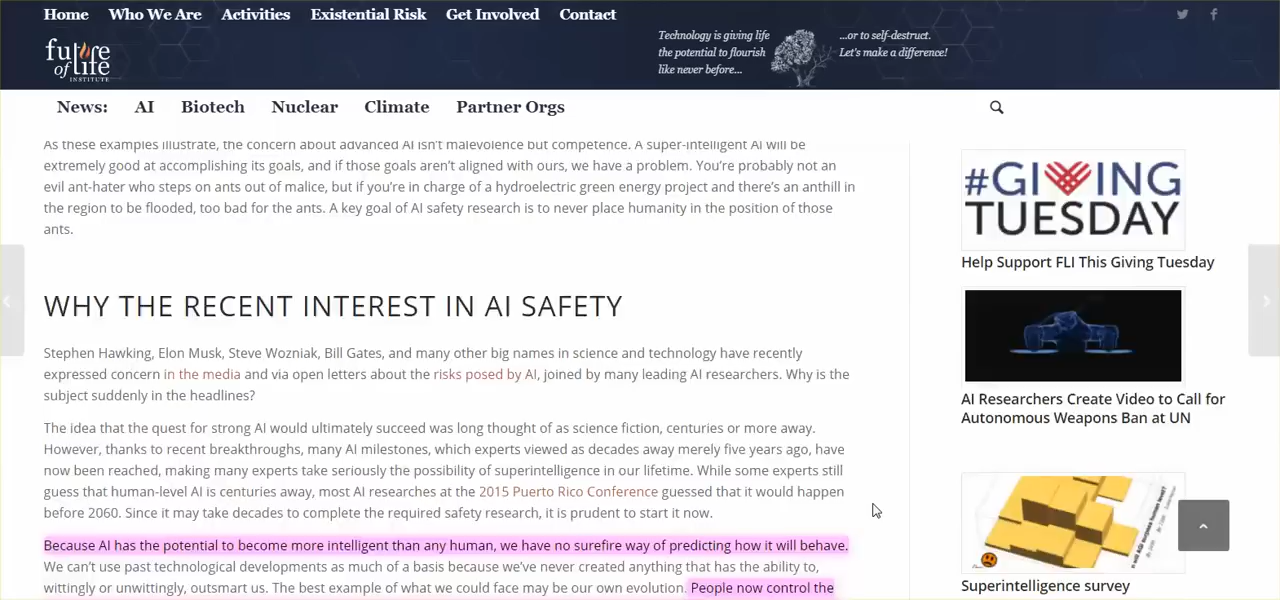 Home Who We Are Activities Existential Risk Get Involved Contact
future
of life
INSTITUTE
Technology is giving life
the potential to flourish
like never before...
...or to self-destruct.
Let's make a difference!
News: AI Biotech Nuclear Climate Partner Orgs
As these examples illustrate, the concern about advanced AI isn't malevolence but competence. A super-intelligent AI will be
extremely good at accomplishing its goals, and if those goals aren't aligned with ours, we have a problem. You're probably not an
evil ant-hater who steps on ants out of malice, but if you're in charge of a hydroelectric green energy project and there's an anthill in
the region to be flooded, too bad for the ants. A key goal of AI safety research is to never place humanity in the position of those
ants.
WHY THE RECENT INTEREST IN AI SAFETY
Stephen Hawking, Elon Musk, Steve Wozniak, Bill Gates, and many other big names in science and technology have recently
expressed concern in the media and via open letters about the risks posed by AI, joined by many leading AI researchers. Why is the
subject suddenly in the headlines?
The idea that the quest for strong AI would ultimately succeed was long thought of as science fiction, centuries or more away.
However, thanks to recent breakthroughs, many AI milestones, which experts viewed as decades away merely five years ago, have
now been reached, making many experts take seriously the possibility of superintelligence in our lifetime. While some experts still
guess that human-level AI is centuries away, most AI researches at the 2015 Puerto Rico Conference guessed that it would happen
before 2060. Since it may take decades to complete the required safety research, it is prudent to start it now.
Because AI has the potential to become more intelligent than any human, we have no surefire way of predicting how it will behave.
We can't use past technological developments as much of a basis because we've never created anything that has the ability to,
wittingly or unwittingly, outsmart us. The best example of what we could face may be our own evolution. People now control the
#GIVING
TUESDAY
Help Support FLI This Giving Tuesday
AI Researchers Create Video to Call for
Autonomous Weapons Ban at UN
Superintelligence survey